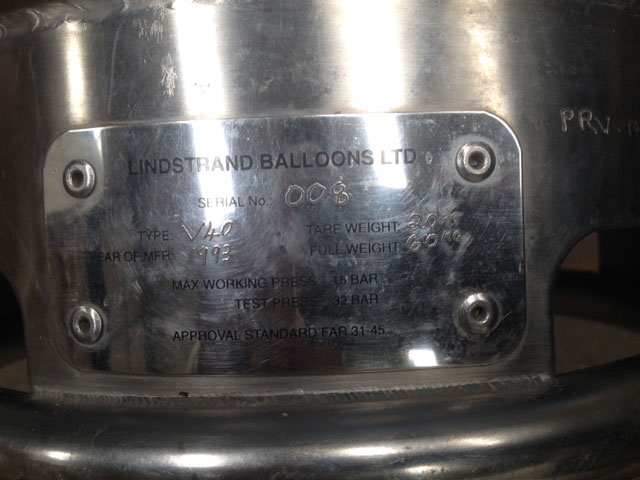 LINDSTRAND BALLOONS LTD
SERIAL No.: 008
TYPE: V40 TARE WEIGHT:
YEAR OF MFR: 1993 FULL WEIGHT:
MAX WORKING PRESS. 15 BAR
TEST PRESS. 32 BAR
APPROVAL STANDARD FAR 31-45
PRV.